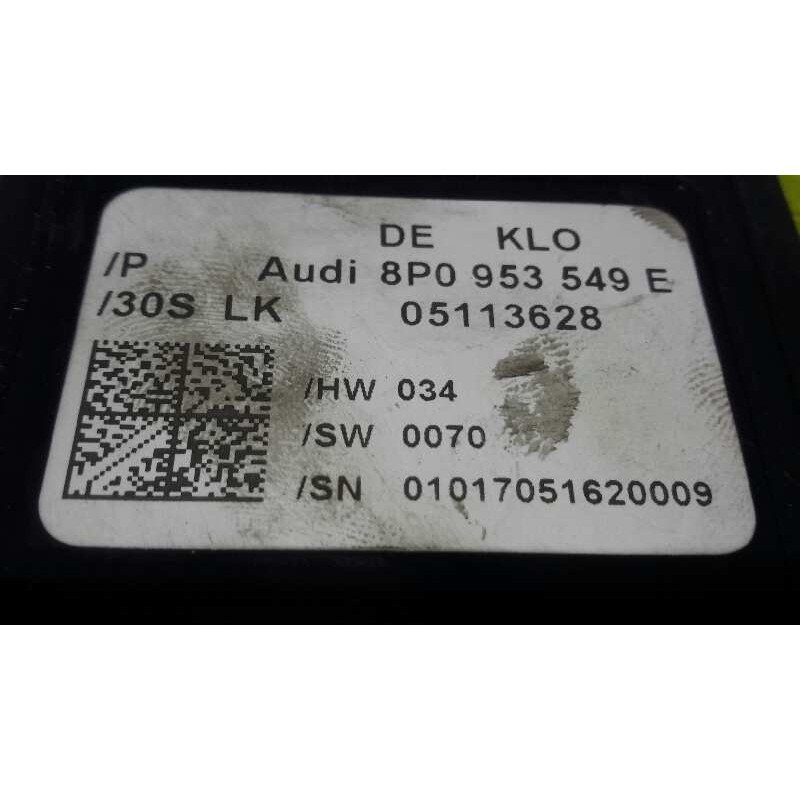 DE KLO
/P Audi 8P0 953 549 E
/30S LK 05113628
/HW 034
/SW 0070
/SN 01017051620009